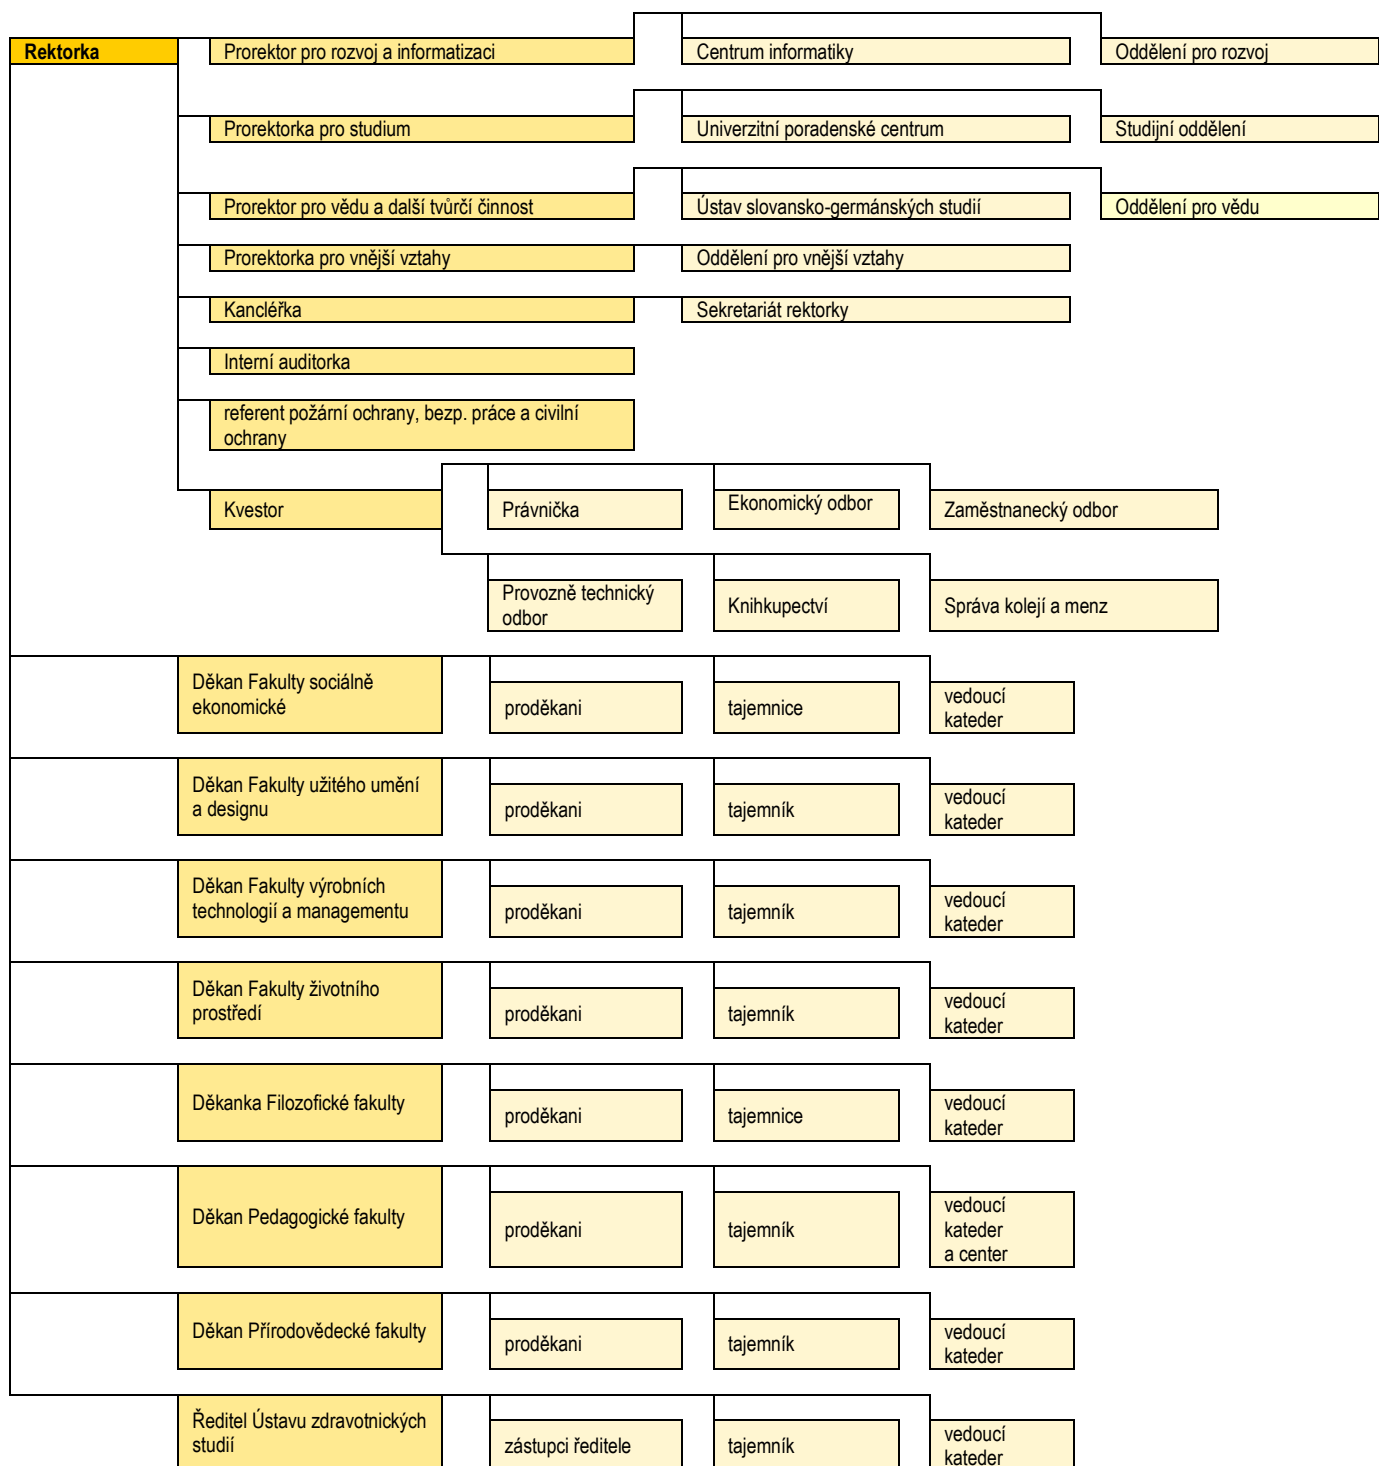 Rektorka
Prorektor pro rozvoj a informatizaci
Centrum informatiky
Oddělení pro rozvoj
Prorektorka pro studium
Univerzitní poradenské centrum
Studijní oddělení
Prorektor pro vědu a další tvůrčí činnost
Ústav slovansko-germánských studií
Oddělení pro vědu
Prorektorka pro vnější vztahy
Oddělení pro vnější vztahy
Kancléřka
Sekretariát rektorky
Interní auditorka
referent požární ochrany, bezp. práce a civilní
ochrany
Kvestor
Právnička
Ekonomický odbor
Zaměstnanecký odbor
Provozně technický
odbor
Knihkupectví
Správa kolejí a menz
Děkan Fakulty sociálně
ekonomické
proděkani
tajemnice
vedoucí
kateder
Děkan Fakulty užitého umění
a designu
proděkani
tajemník
vedoucí
kateder
Děkan Fakulty výrobních
technologií a managementu
proděkani
tajemník
vedoucí
kateder
Děkan Fakulty životního
prostředí
proděkani
tajemník
vedoucí
kateder
Děkanka Filozofické fakulty
proděkani
tajemnice
vedoucí
kateder
Děkan Pedagogické fakulty
proděkani
tajemník
vedoucí
kateder
a center
Děkan Přírodovědecké fakulty
proděkani
tajemník
vedoucí
kateder
Ředitel Ústavu zdravotnických
studií
zástupci ředitele
tajemník
vedoucí
kateder